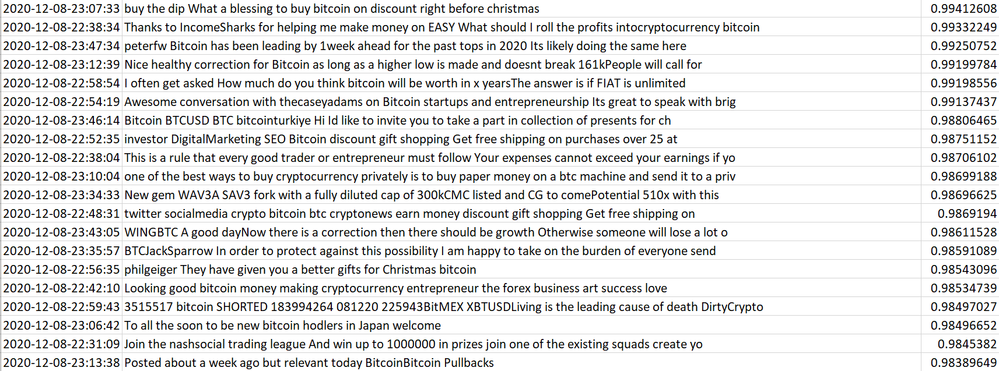 2020-12-08-23:07:33 buy the dip What a blessing to buy bitcoin on discount right before christmas 0.99412608
2020-12-08-22:38:34 Thanks to IncomeSharks for helping me make money on EASY What should I roll the profits intocryptocurrency bitcoin 0.99332249
2020-12-08-23:47:34 peterfw Bitcoin has been leading by 1week ahead for the past tops in 2020 Its likely doing the same here 0.99250752
2020-12-08-23:12:39 Nice healthy correction for Bitcoin as long as a higher low is made and doesnt break 161kPeople will call for 0.99199784
2020-12-08-22:58:54 I often get asked How much do you think bitcoin will be worth in x yearsThe answer is if FIAT is unlimited 0.99198556
2020-12-08-22:54:19 Awesome conversation with thecaseyadams on Bitcoin startups and entrepreneurship Its great to speak with brig 0.99137437
2020-12-08-23:46:14 Bitcoin BTCUSD BTC bitcointurkiye Hi Id like to invite you to take a part in collection of presents for ch 0.98806465
2020-12-08-22:52:35 investor DigitalMarketing SEO Bitcoin discount gift shopping Get free shipping on purchases over 25 at 0.98751152
2020-12-08-22:38:04 This is a rule that every good trader or entrepreneur must follow Your expenses cannot exceed your earnings if yo 0.98706102
2020-12-08-23:10:04 one of the best ways to buy cryptocurrency privately is to buy paper money on a btc machine and send it to a priv 0.98699188
2020-12-08-23:34:33 New gem WAV3A SAV3 fork with a fully diluted cap of 300kCMC listed and CG to comePotential 510x with this 0.98696625
2020-12-08-22:48:31 twitter socialmedia crypto bitcoin btc cryptonews earn money discount gift shopping Get free shipping on 0.9869194
2020-12-08-23:43:05 WINGBTC A good dayNow there is a correction then there should be growth Otherwise someone will lose a lot o 0.98611528
2020-12-08-23:35:57 BTCJackSparrow In order to protect against this possibility I am happy to take on the burden of everyone send 0.98591089
2020-12-08-22:56:35 philgeiger They have given you a better gifts for Christmas bitcoin 0.98543096
2020-12-08-22:42:10 Looking good bitcoin money making cryptocurrency entrepreneur the forex business art success love 0.98534739
2020-12-08-22:59:43 3515517 bitcoin SHORTED 183994264 081220 225943BitMEX XBTUSDLiving is the leading cause of death DirtyCrypto 0.98497027
2020-12-08-23:06:42 To all the soon to be new bitcoin hodlers in Japan welcome 0.98496652
2020-12-08-22:31:09 Join the nashsocial trading league And win up to 1000000 in prizes join one of the existing squads create yo 0.9845382
2020-12-08-23:13:38 Posted about a week ago but relevant today BitcoinBitcoin Pullbacks 0.98389649